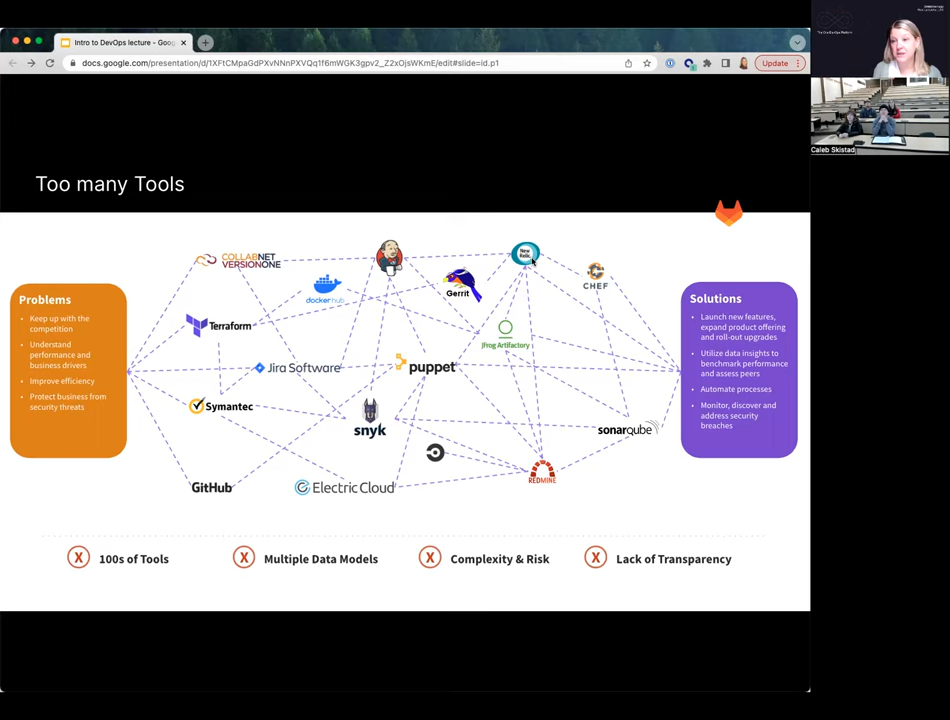 Intro to DevOps lecture - Goog
docs.google.com/presentation/d/1XFtCMpaGdPXvNNnPXVQq1f6mWGK3gpv2_Z2xOjsWKmE/edit#slide=id.p1
Update
Caleb Skistad
Too many Tools
COLLABNET
VERSIONONE
New
Relic.
docker hub
Gerrit
CHEF
Problems
Keep up with the
competition
Understand
performance and
business drivers
Improve efficiency
Protect business from
security threats
Terraform
JFrog Artifactory
Jira Software
puppet
Symantec
snyk
sonarqube
REDMINE
GitHub
Electric Cloud
Solutions
Launch new features,
expand product offering
and roll-out upgrades
Utilize data insights to
benchmark performance
and assess peers
Automate processes
Monitor, discover and
address security
breaches
X 100s of Tools
X Multiple Data Models
X Complexity & Risk
X Lack of Transparency